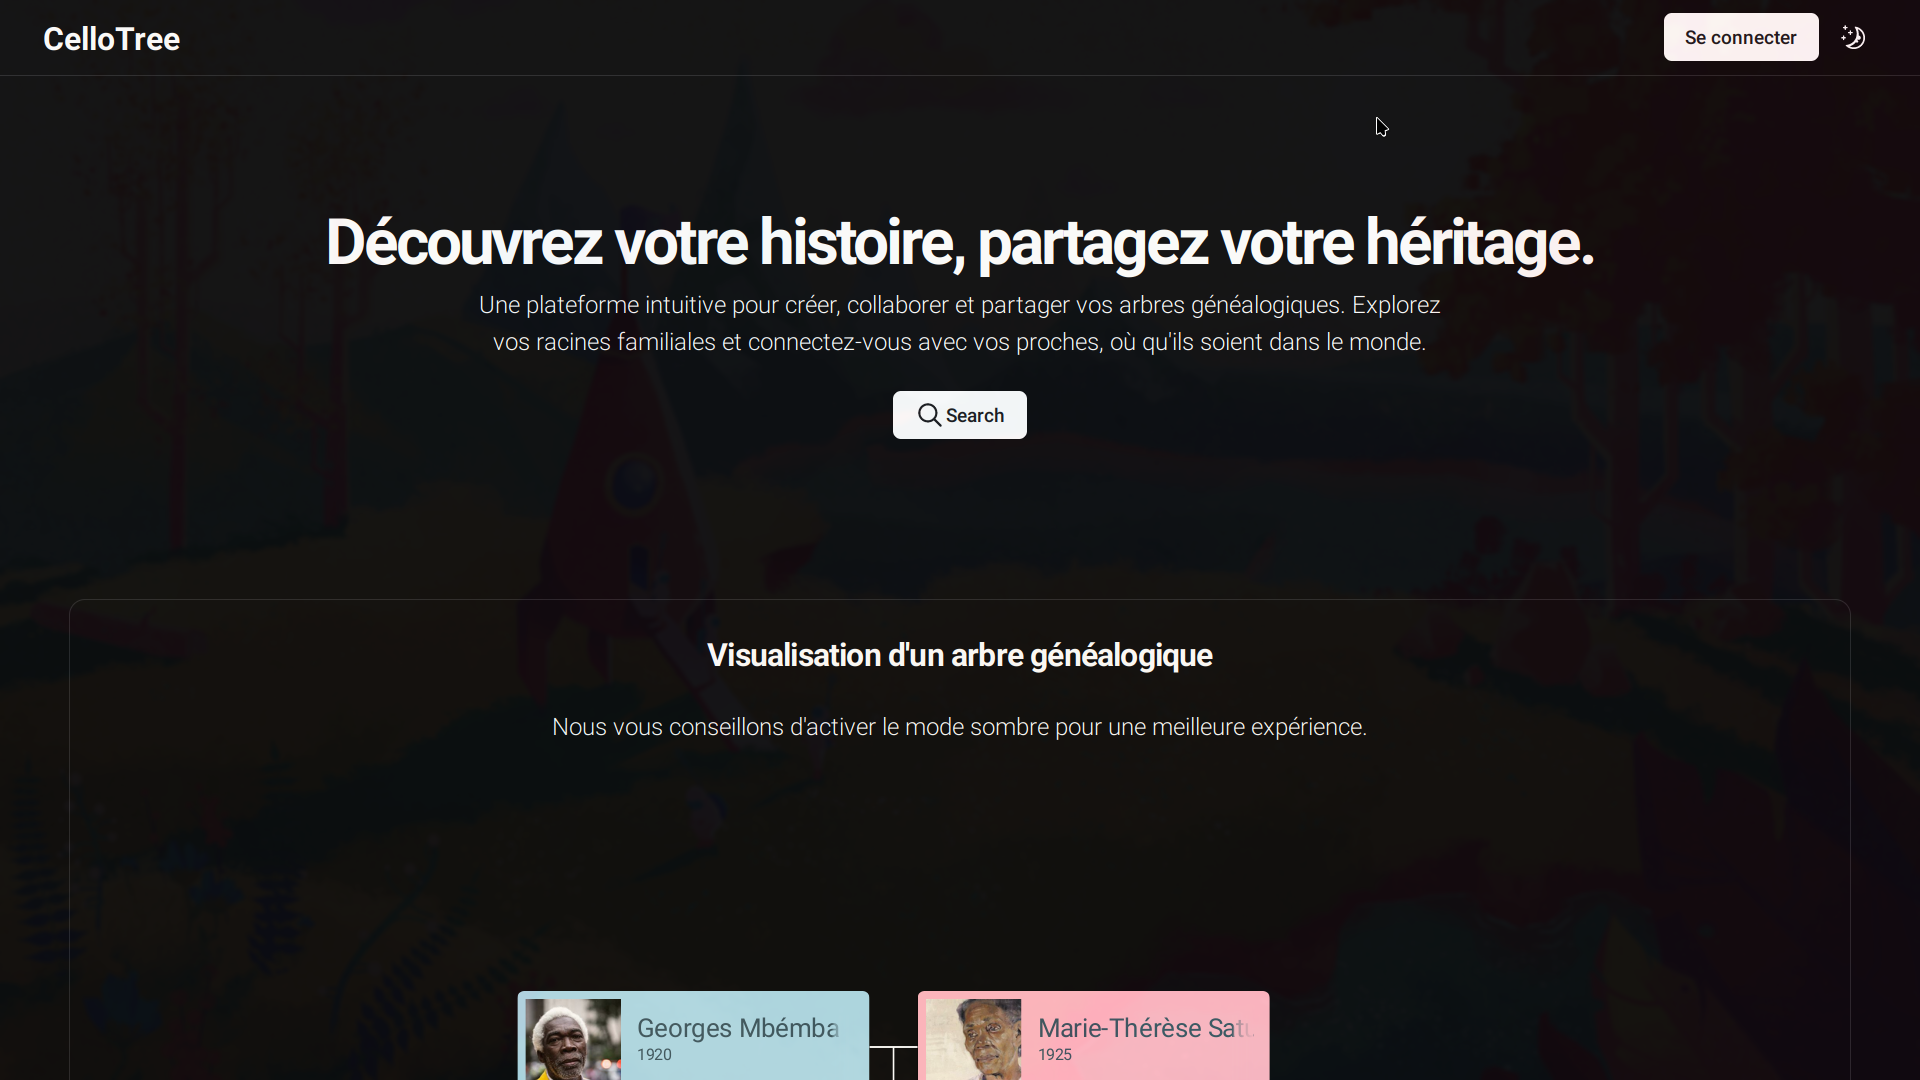 CelloTree
Se connecter
Découvrez votre histoire, partagez votre héritage.
Une plateforme intuitive pour créer, collaborer et partager vos arbres généalogiques. Explorez
vos racines familiales et connectez-vous avec vos proches, où qu'ils soient dans le monde.
Search
Visualisation d'un arbre généalogique
Nous vous conseillons d'activer le mode sombre pour une meilleure expérience.
Georges Mbémba
1920
Marie-Thérèse
1925